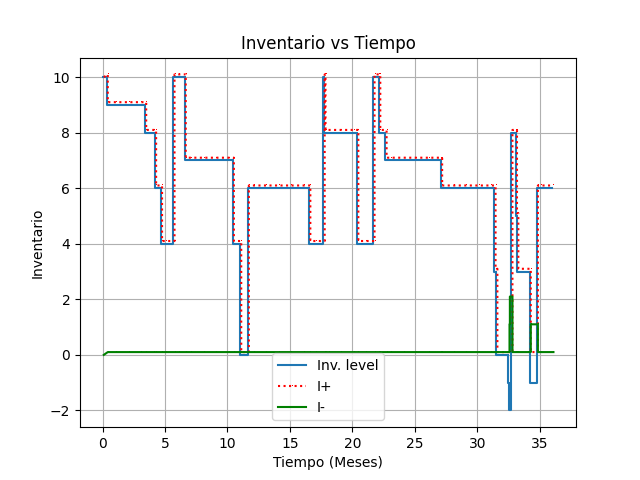 Inventario vs Tiempo
Inventario
10
8
6
4
2
0
−2
Inv. level
I+
I-
0
5
10
15
20
25
30
35
Tiempo (Meses)